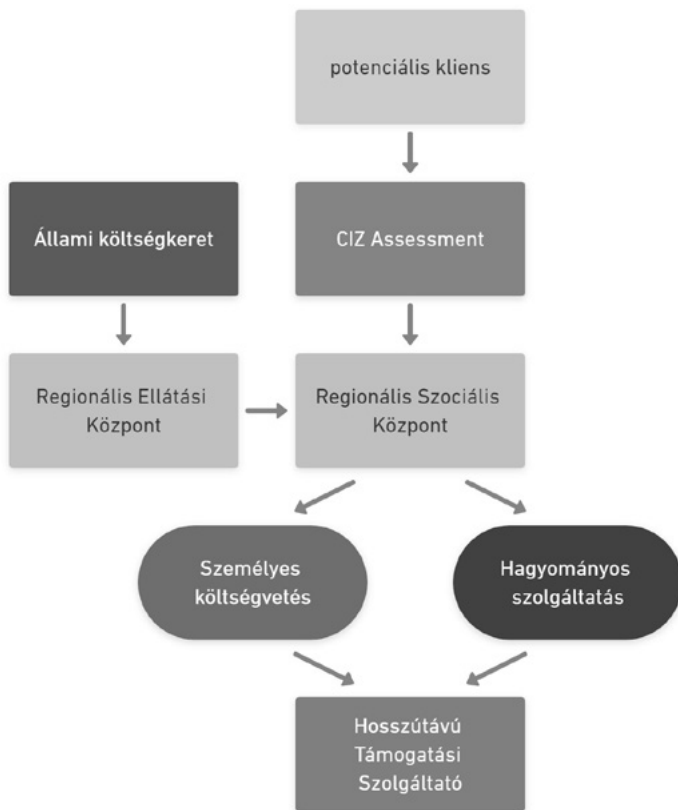 potenciális kliens
Állami költségkeret
CIZ Assessment
Regionális Ellátási
Központ
Regionális Szociális
Központ
Személyes
költségvetés
Hagyományos
szolgáltatás
Hosszútávú
Támogatási
Szolgáltató